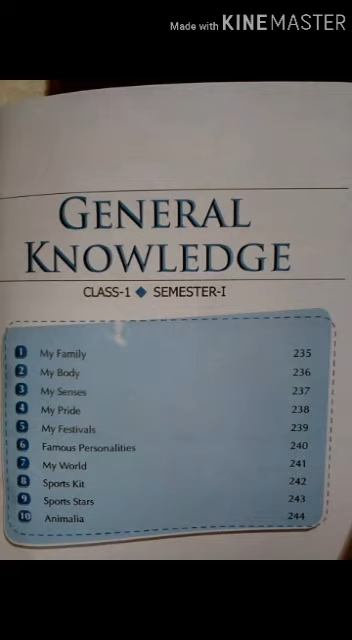 Made with KINEMASTER
GENERAL
KNOWLEDGE
CLASS-1 ◆ SEMESTER-I
1 My Family 235
2 My Body 236
3 My Senses 237
4 My Pride 238
5 My Festivals 239
6 Famous Personalities 240
7 My World 241
8 Sports Kit 242
9 Sports Stars 243
10 Animalia 244